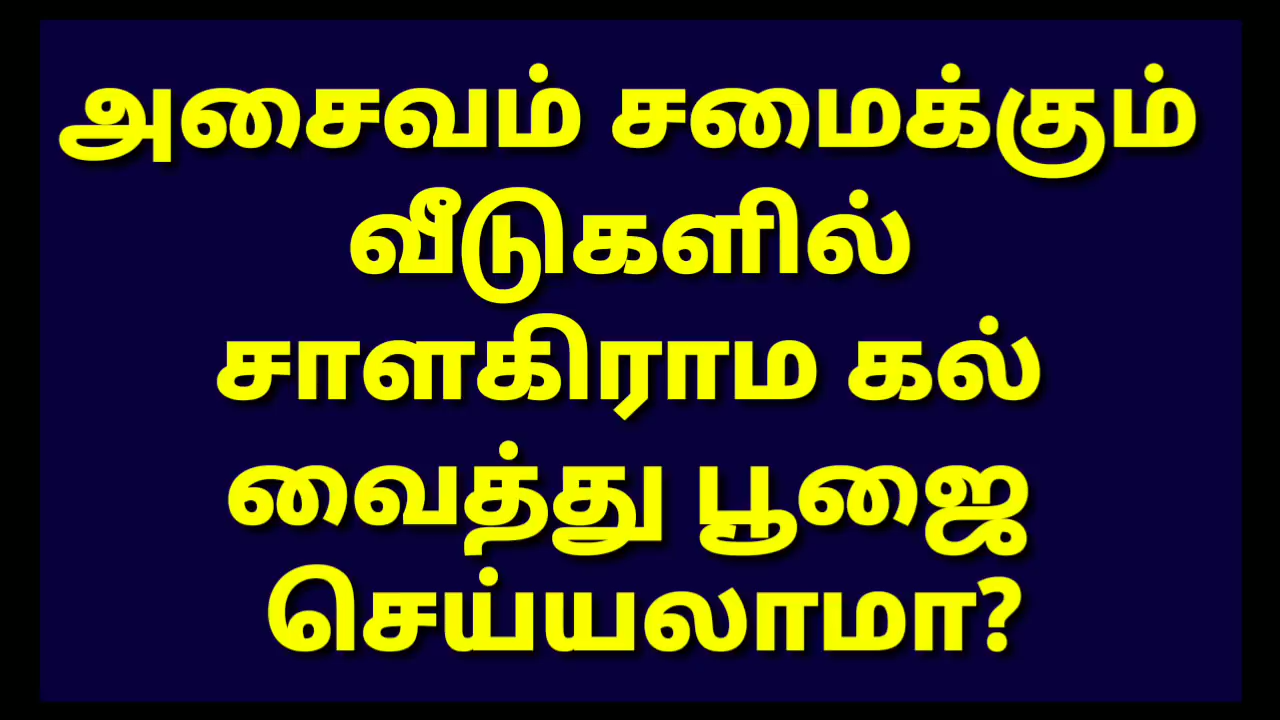 அசைவம் சமைக்கும்
வீடுகளில்
சாளகிராம கல்
வைத்து பூஜை
செய்யலாமா?